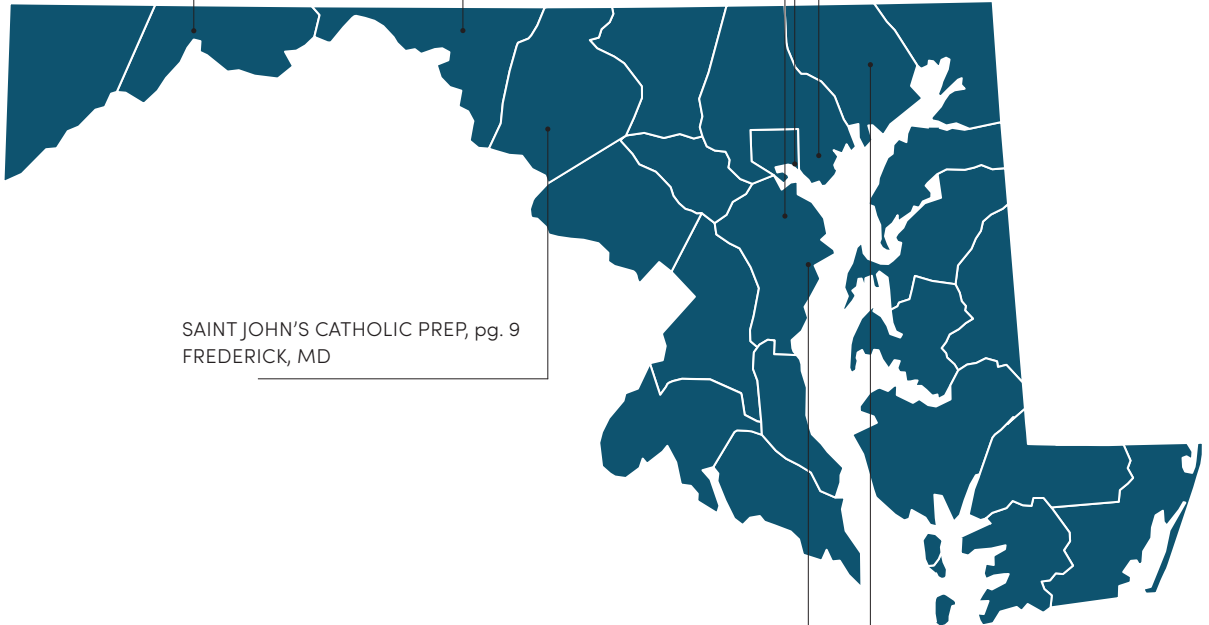 SAINT JOHN’S CATHOLIC PREP, pg. 9
FREDERICK, MD